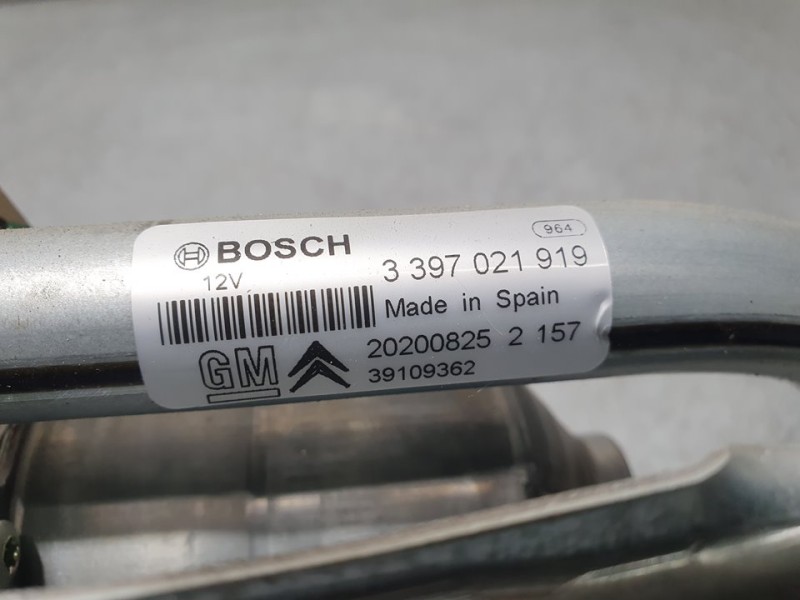 964
BOSCH
3 397 021 919
12V
Made in Spain
20200825 2 157
GM
39109362